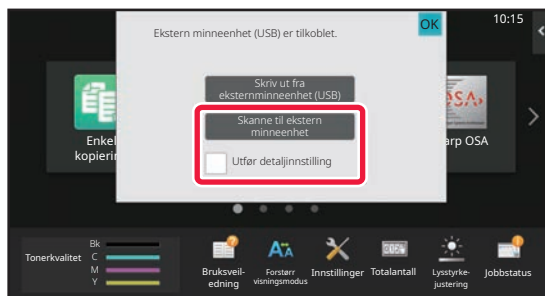 10:15
Ekstern minneenhet (USB) er tilkoblet.
OK
Skriv ut fra
eksternminneenhet (USB)
Skanne til ekstern
minneenhet
Utfør detaljinnstilling
Enkel
kopierin
arp OSA
Tonerkvalitet
Bk
C
M
Y
Bruksveil-
edning
Forstørr
visningsmodus
Innstillinger
Totalantall
Lysstyrke-
justering
Jobbstatus